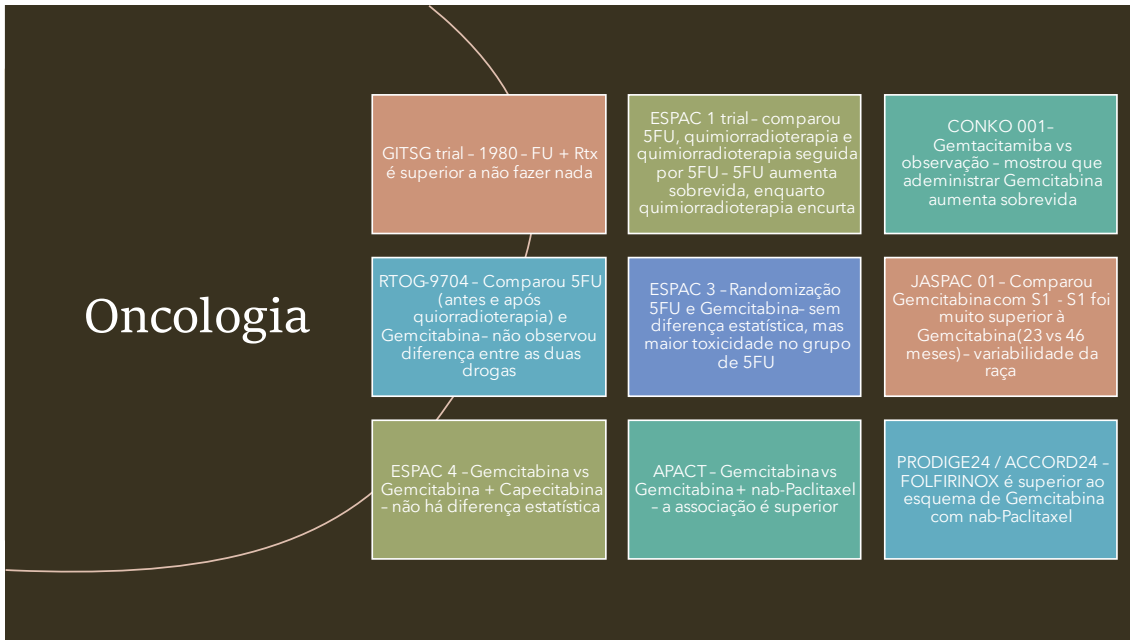 Oncologia
GITSG trial – 1980 – FU + Rtx
é superior a não fazer nada
ESPAC 1 trial – comparou
5FU, quimiorradioterapia e
quimiorradioterapia seguida
por 5FU – 5FU aumenta
sobrevida, enquarto
quimiorradioterapia encurta
CONKO 001–
Gemtacitamiba vs
observação – mostrou que
adeministrar Gemcitabina
aumenta sobrevida
RTOG-9704 – Comparou 5FU
(antes e após
quiorradioterapia) e
Gemcitabina– não observou
diferença entre as duas
drogas
ESPAC 3 – Randomização
5FU e Gemcitabina– sem
diferença estatística, mas
maior toxicidade no grupo
de 5FU
JASPAC 01 – Comparou
Gemcitabina com S1 - S1 foi
muito superior à
Gemcitabina(23 vs 46
meses) – variabilidade da
raça
ESPAC 4 – Gemcitabina vs
Gemcitabina + Capecitabina
– não há diferença estatística
APACT – Gemcitabina vs
Gemcitabina + nab-Paclitaxel
– a associação é superior
PRODIGE24 / ACCORD24 –
FOLFIRINOX é superior ao
esquema de Gemcitabina
com nab-Paclitaxel